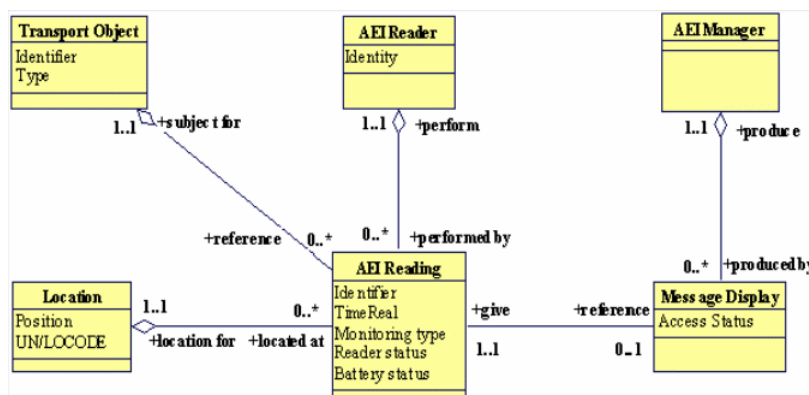 Transport Object
Identifier
Type
AEI Reader
Identity
AEI Manager
1..1
+subject for
1..1
+perform
1..1
+produce
+reference
0..*
0..*
+performed by
0..*
+produced by
Location
Position
UN/LOCODE
1..1
+location for
0..*
+located at
AEI Reading
Identifier
TimeReal
Monitoring type
Reader status
Battery status
+give
1..1
+reference
0...1
Message Display
Access Status